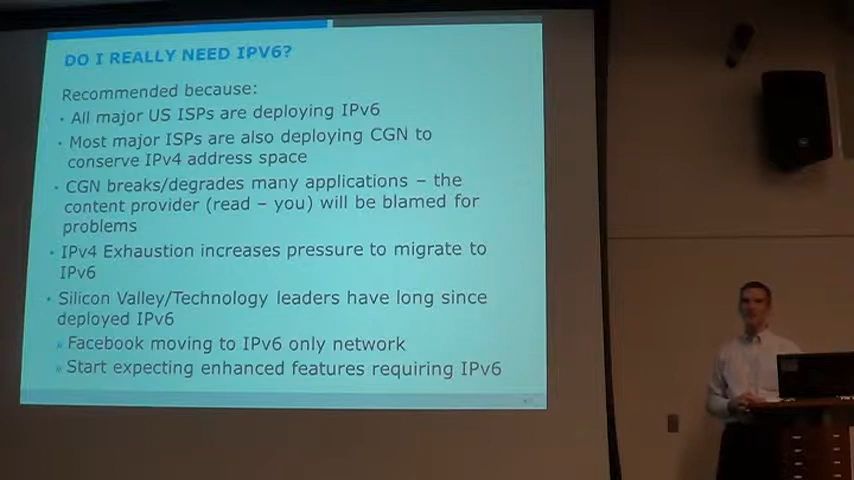 DO I REALLY NEED IPV6?
Recommended because:
• All major US ISPs are deploying IPv6
• Most major ISPs are also deploying CGN to
conserve IPv4 address space
• CGN breaks/degrades many applications – the
content provider (read – you) will be blamed for
problems
• IPv4 Exhaustion increases pressure to migrate to
IPv6
• Silicon Valley/Technology leaders have long since
deployed IPv6
» Facebook moving to IPv6 only network
» Start expecting enhanced features requiring IPv6